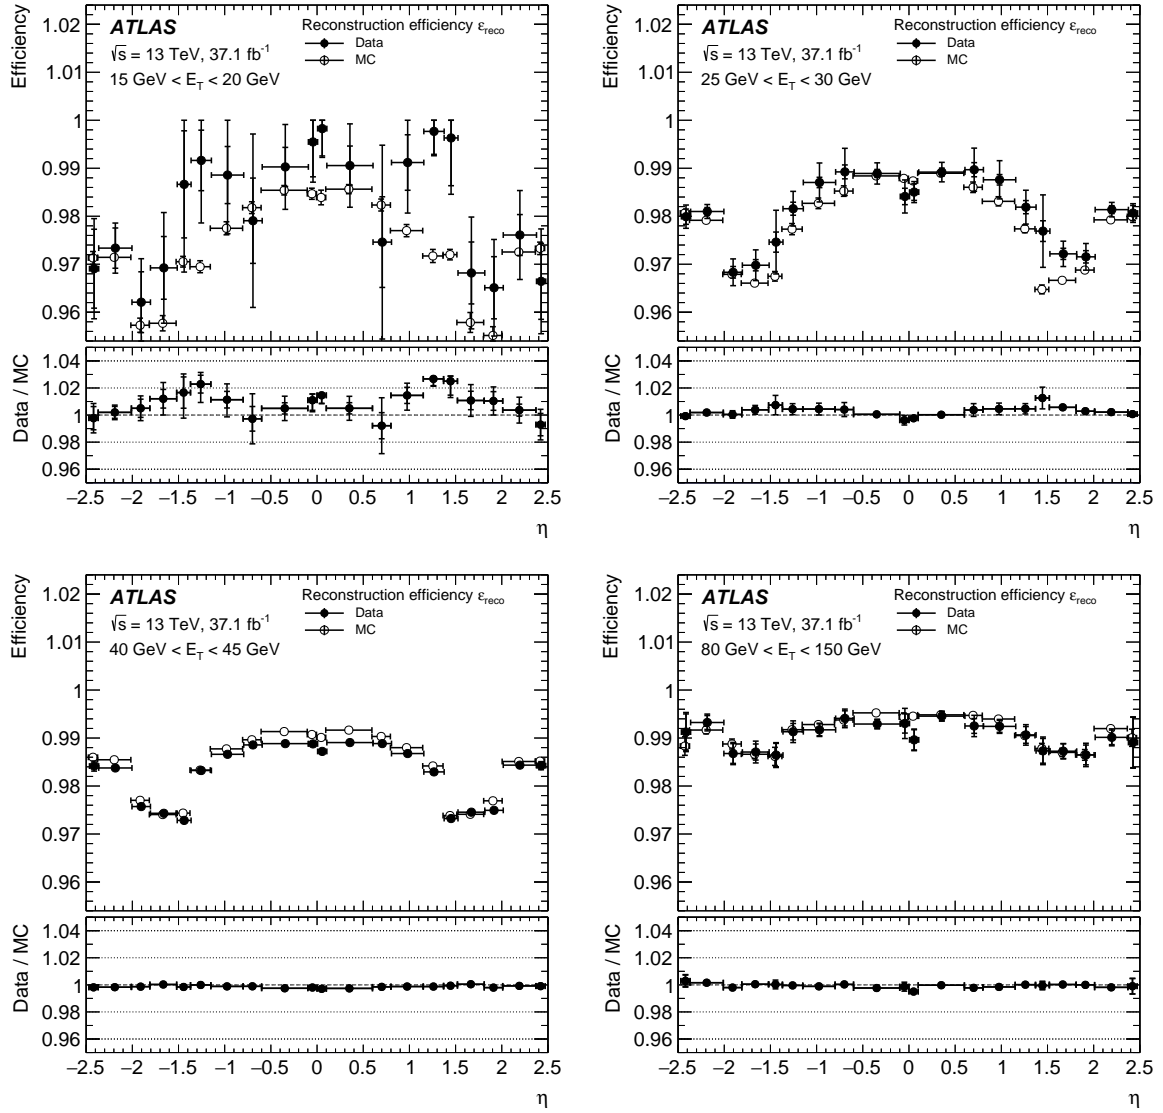 Efficiency
1.02
1.01
1
0.99
0.98
0.97
0.96
ATLAS
√s = 13 TeV, 37.1 fb⁻¹
15 GeV < E_T < 20 GeV
Reconstruction efficiency ε_reco
Data
MC
Data / MC
1.04
1.02
1
0.98
0.96
−2.5 −2 −1.5 −1 −0.5 0 0.5 1 1.5 2 2.5
η
Efficiency
1.02
1.01
1
0.99
0.98
0.97
0.96
ATLAS
√s = 13 TeV, 37.1 fb⁻¹
25 GeV < E_T < 30 GeV
Reconstruction efficiency ε_reco
Data
MC
Data / MC
1.04
1.02
1
0.98
0.96
−2.5 −2 −1.5 −1 −0.5 0 0.5 1 1.5 2 2.5
η
Efficiency
1.02
1.01
1
0.99
0.98
0.97
0.96
ATLAS
√s = 13 TeV, 37.1 fb⁻¹
40 GeV < E_T < 45 GeV
Reconstruction efficiency ε_reco
Data
MC
Data / MC
1.04
1.02
1
0.98
0.96
−2.5 −2 −1.5 −1 −0.5 0 0.5 1 1.5 2 2.5
η
Efficiency
1.02
1.01
1
0.99
0.98
0.97
0.96
ATLAS
√s = 13 TeV, 37.1 fb⁻¹
80 GeV < E_T < 150 GeV
Reconstruction efficiency ε_reco
Data
MC
Data / MC
1.04
1.02
1
0.98
0.96
−2.5 −2 −1.5 −1 −0.5 0 0.5 1 1.5 2 2.5
η